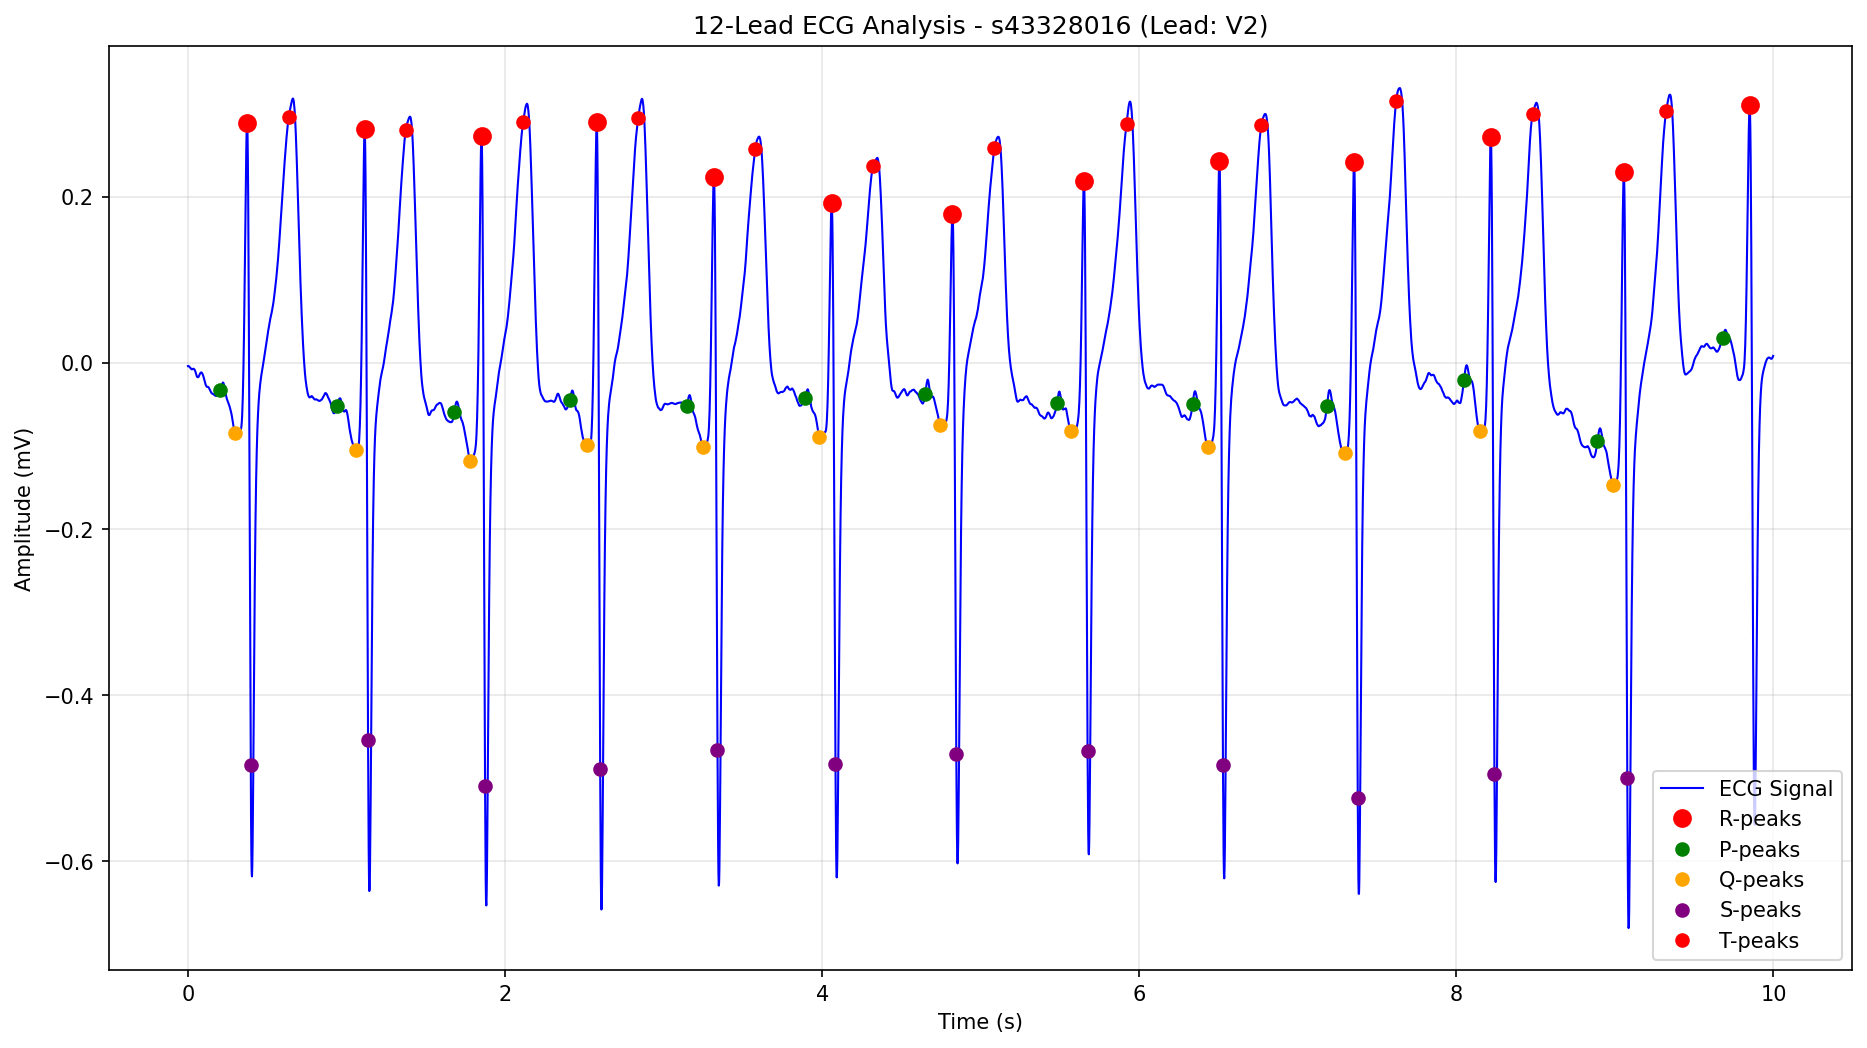 12-Lead ECG Analysis - s43328016 (Lead: V2)
Amplitude (mV)
0.2
0.0
−0.2
−0.4
−0.6
0 2 4 6 8 10
Time (s)
ECG Signal
R-peaks
P-peaks
Q-peaks
S-peaks
T-peaks